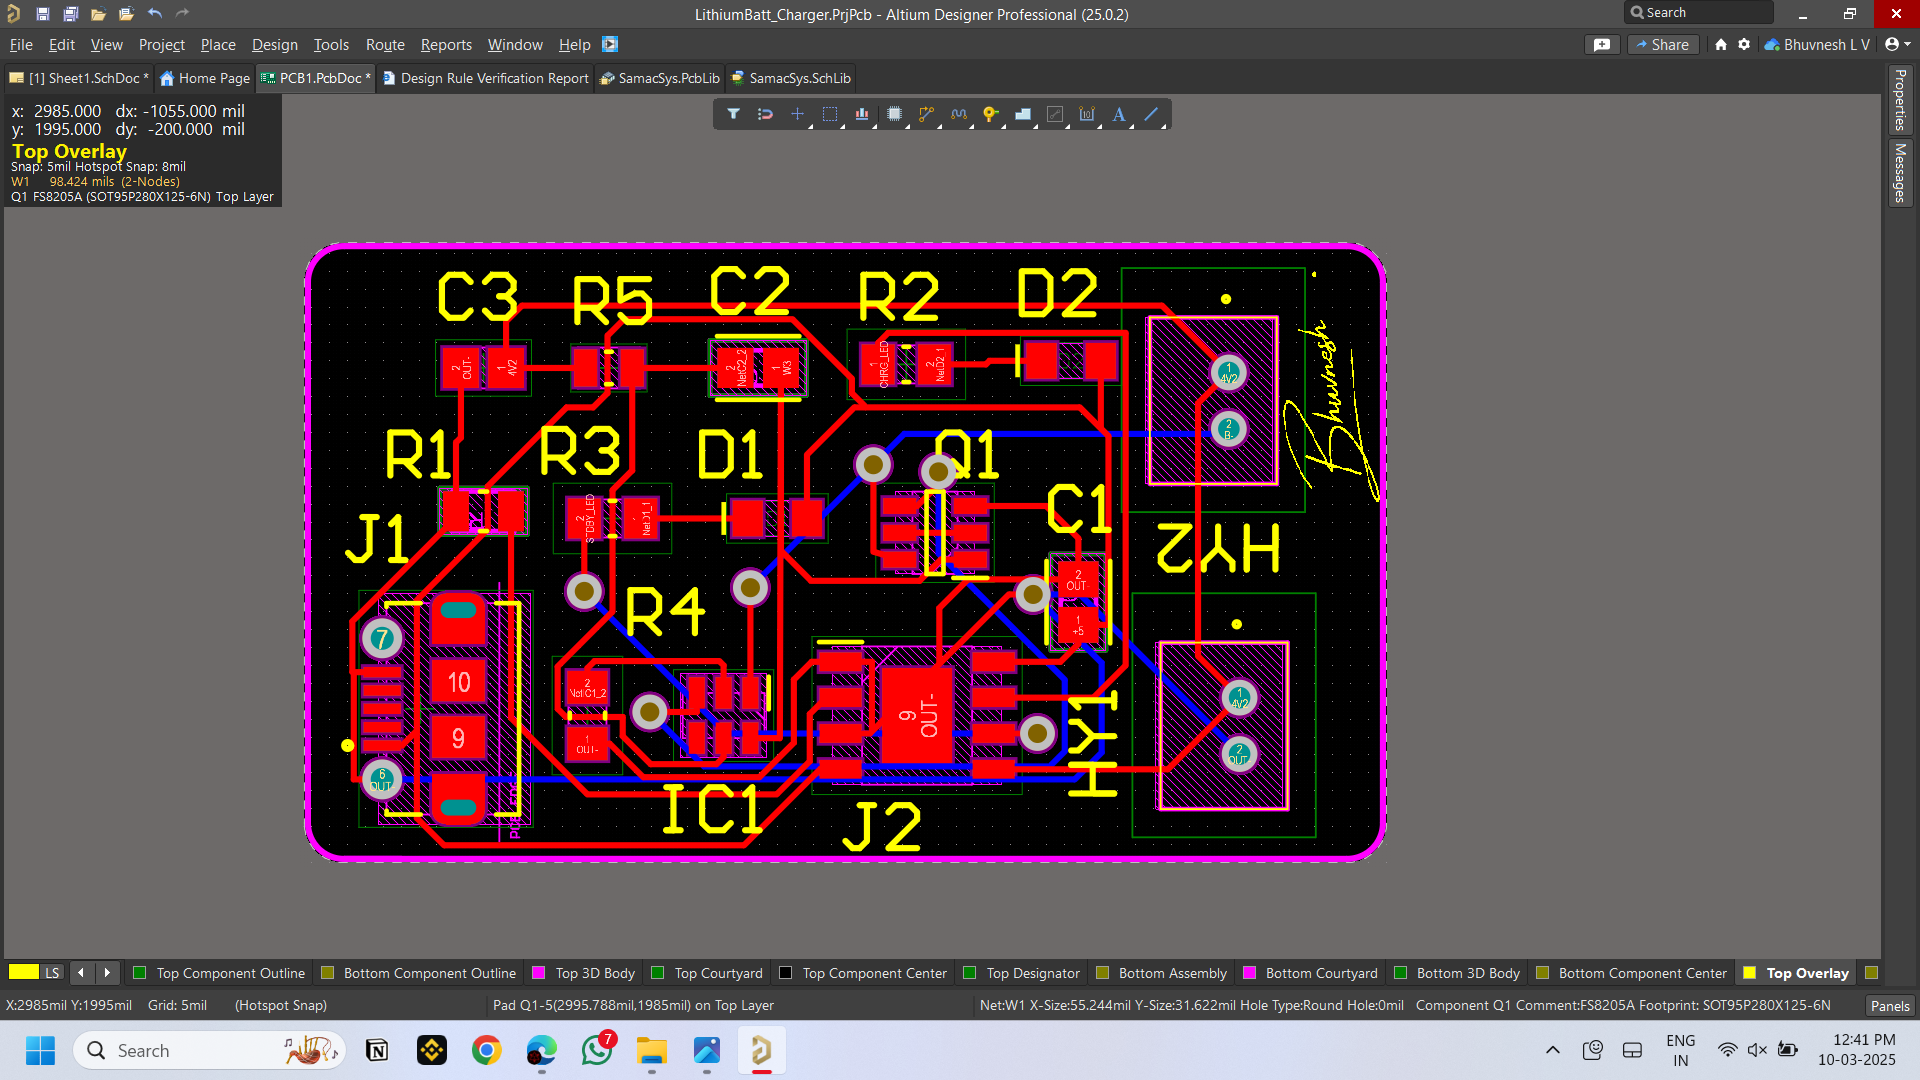 LithiumBatt_Charger.PrjPcb - Altium Designer Professional (25.0.2)
Search
File Edit View Project Place Design Tools Route Reports Window Help
Share
Bhuvnesh L V
[1] Sheet1.SchDoc *
Home Page
PCB1.PcbDoc *
Design Rule Verification Report
SamacSys.PcbLib
SamacSys.SchLib
Properties
Messages
x: 2985.000 dx: -1055.000 mil
y: 1995.000 dy: -200.000 mil
Top Overlay
Snap: 5mil Hotspot Snap: 8mil
W1 98.424 mils (2-Nodes)
Q1 FS8205A (SOT95P280X125-6N) Top Layer
C3 R5 C2 R2 D2
2 OUT-
1 4V2
2 NetC2_2
1 W3
1 CHRG_LED
2 NetD2_1
1 4V2
2 B-
Bhuvnesh
R1 R3 D1 Q1
J1
2 STDBY_LED
1 NetD1_1
C1
HY2
2 OUT-
1 +5
R4
7
10
9
6 OUT-
2 NetIC1_2
1 OUT-
9 OUT-
HY1
1 4V2
2 OUT-
IC1
J2
LS
Top Component Outline
Bottom Component Outline
Top 3D Body
Top Courtyard
Top Component Center
Top Designator
Bottom Assembly
Bottom Courtyard
Bottom 3D Body
Bottom Component Center
Top Overlay
X:2985mil Y:1995mil Grid: 5mil (Hotspot Snap)
Pad Q1-5(2995.788mil,1985mil) on Top Layer
Net:W1 X-Size:55.244mil Y-Size:31.622mil Hole Type:Round Hole:0mil Component Q1 Comment:FS8205A Footprint: SOT95P280X125-6N
Panels
Search
7
ENG
IN
12:41 PM
10-03-2025